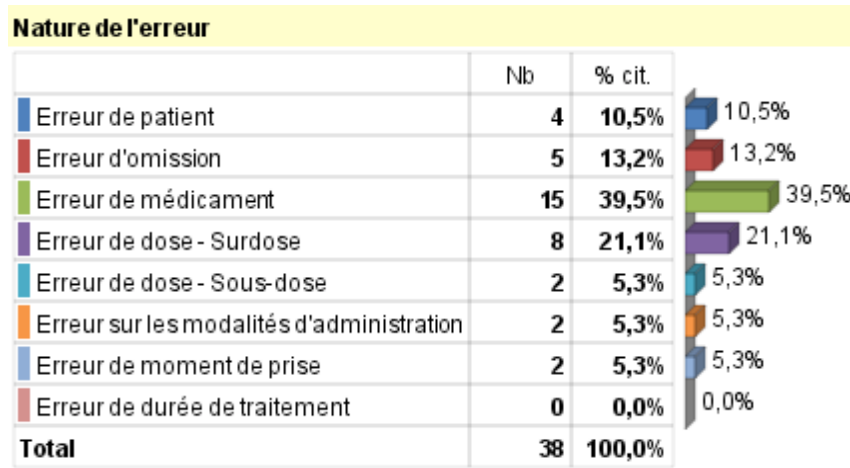 Nature de l'erreur
Nb % cit.
Erreur de patient 4 10,5% 10,5%
Erreur d'omission 5 13,2% 13,2%
Erreur de médicament 15 39,5% 39,5%
Erreur de dose - Surdose 8 21,1% 21,1%
Erreur de dose - Sous-dose 2 5,3% 5,3%
Erreur sur les modalités d'administration 2 5,3% 5,3%
Erreur de moment de prise 2 5,3% 5,3%
Erreur de durée de traitement 0 0,0% 0,0%
Total 38 100,0%